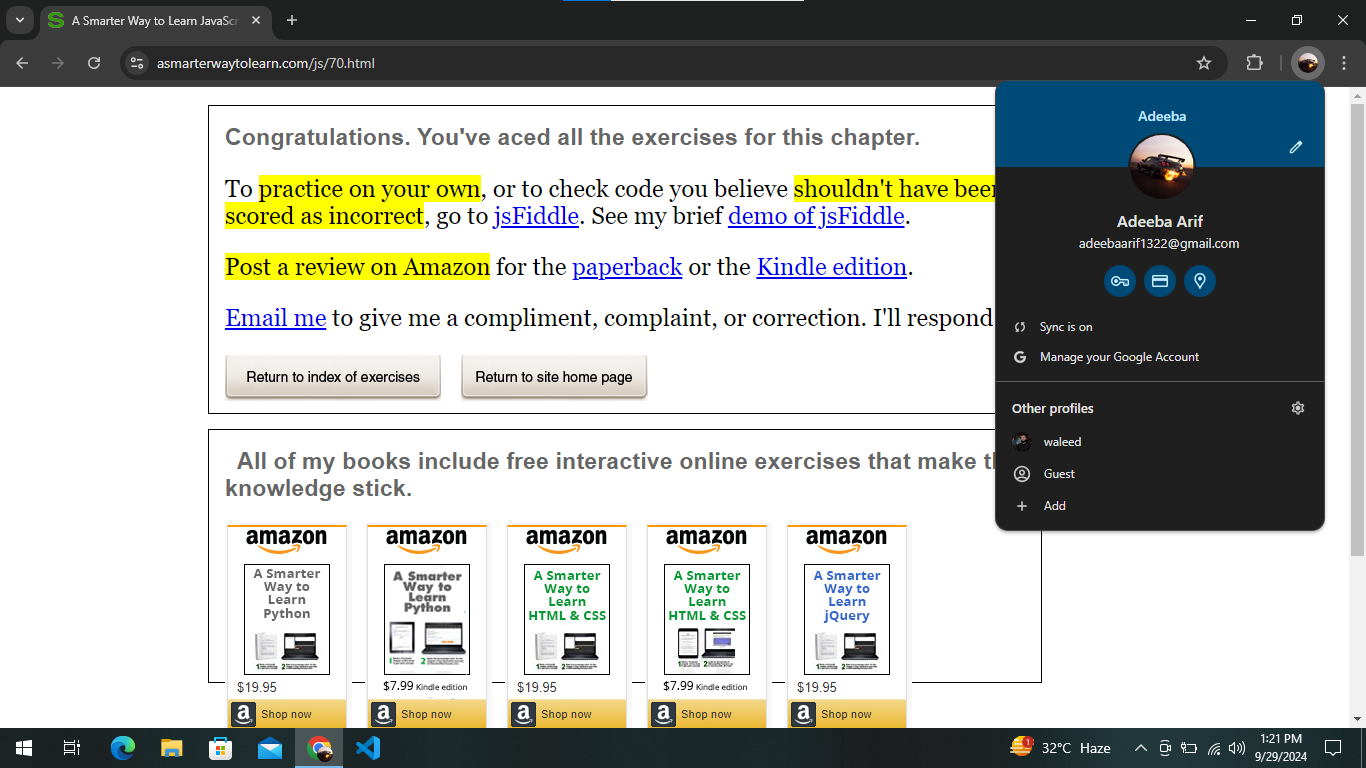 A Smarter Way to Learn JavaScr
asmarterwaytolearn.com/js/70.html
Congratulations. You've aced all the exercises for this chapter.
To practice on your own, or to check code you believe shouldn't have been
scored as incorrect, go to jsFiddle. See my brief demo of jsFiddle.
Post a review on Amazon for the paperback or the Kindle edition.
Email me to give me a compliment, complaint, or correction. I'll respond
Return to index of exercises
Return to site home page
Adeeba
Adeeba Arif
adeebaarif1322@gmail.com
Sync is on
Manage your Google Account
Other profiles
waleed
Guest
Add
All of my books include free interactive online exercises that make th
knowledge stick.
amazon
A Smarter
Way to
Learn
Python
$19.95
Shop now
amazon
A Smarter
Way to
Learn
Python
$7.99 Kindle edition
Shop now
amazon
A Smarter
Way to
Learn
HTML & CSS
$19.95
Shop now
amazon
A Smarter
Way to
Learn
HTML & CSS
$7.99 Kindle edition
Shop now
amazon
A Smarter
Way to
Learn
jQuery
$19.95
Shop now
1
32°C Haze
1:21 PM
9/29/2024